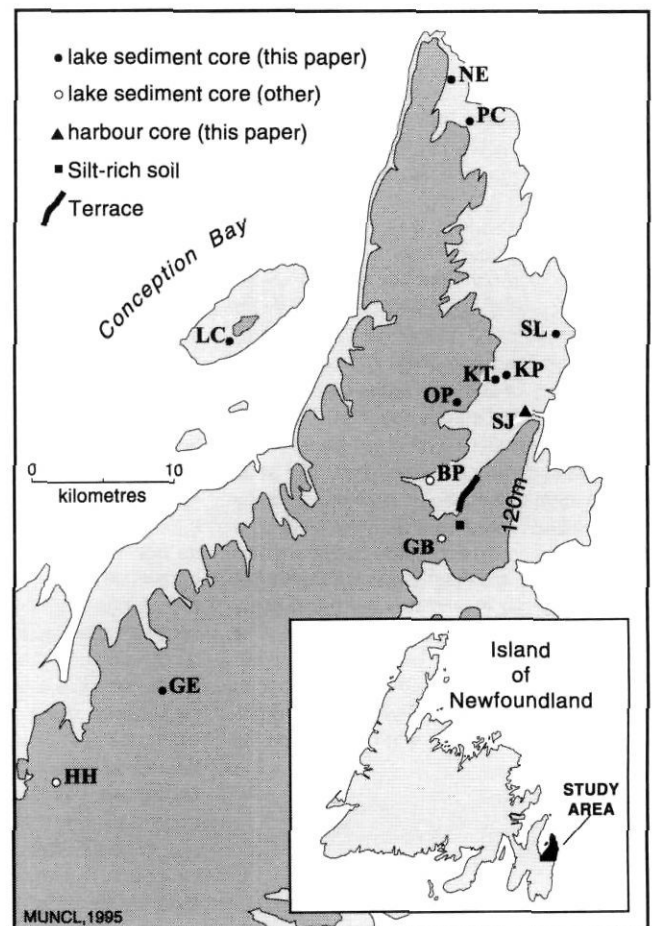 lake sediment core (this paper)
lake sediment core (other)
harbour core (this paper)
Silt-rich soil
Terrace
NE
PC
Conception Bay
LC
SL
KT
KP
OP
SJ
0 10
kilometres
BP
120m
GB
GE
HH
Island
of
Newfoundland
STUDY
AREA
MUNCL,1995